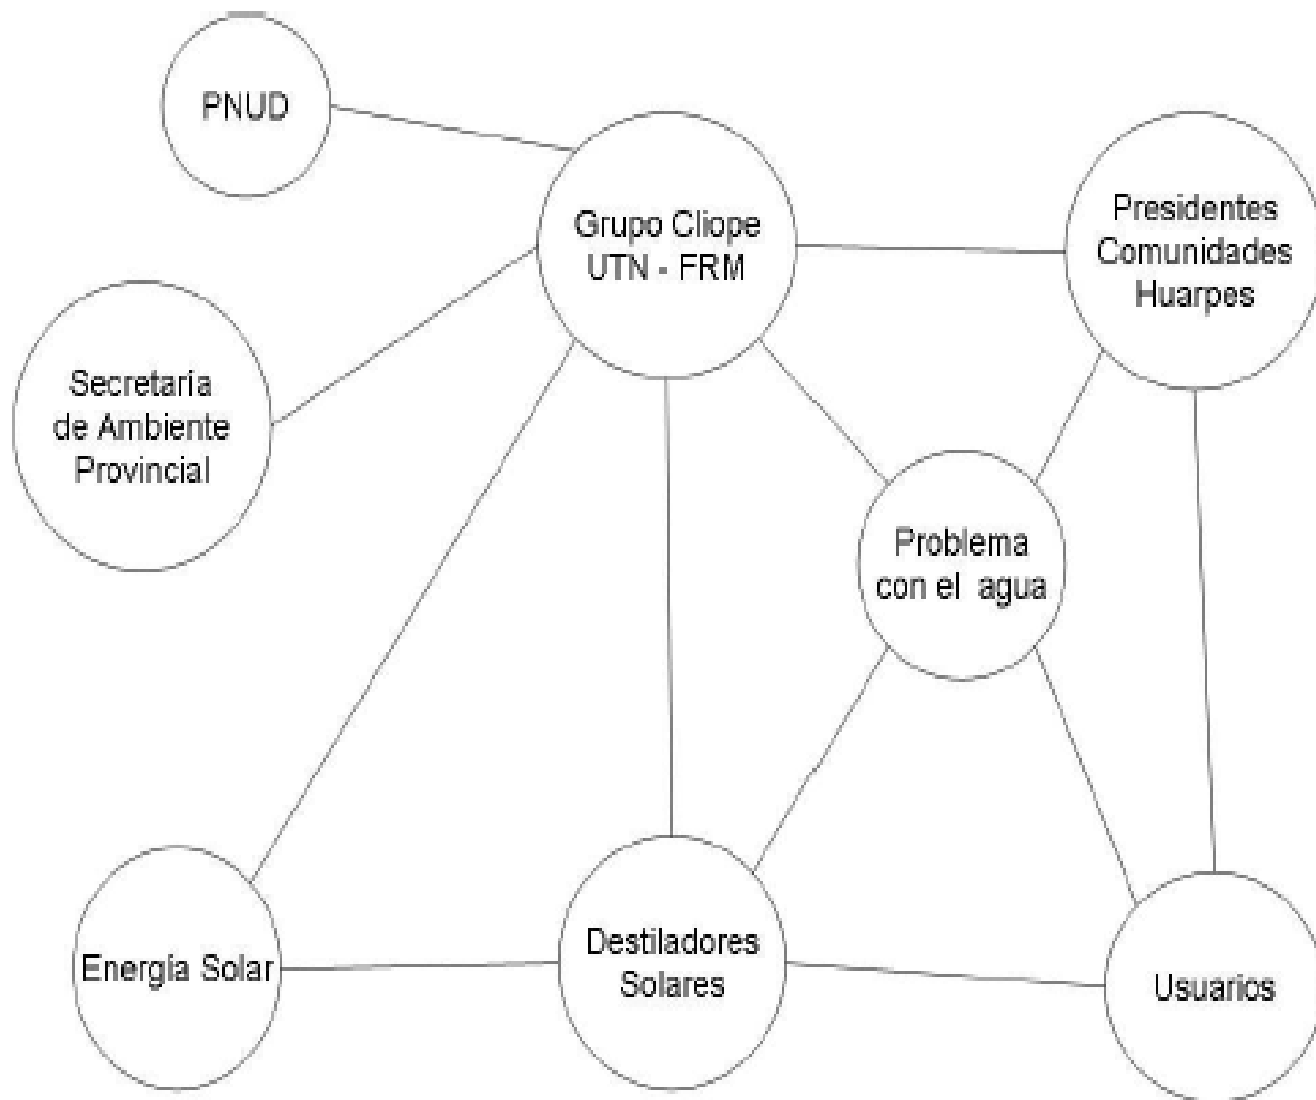 PNUD
Grupo Cliope
UTN - FRM
Presidentes
Comunidades
Huarpes
Secretaría
de Ambiente
Provincial
Problema
con el agua
Energía Solar
Destiladores
Solares
Usuarios